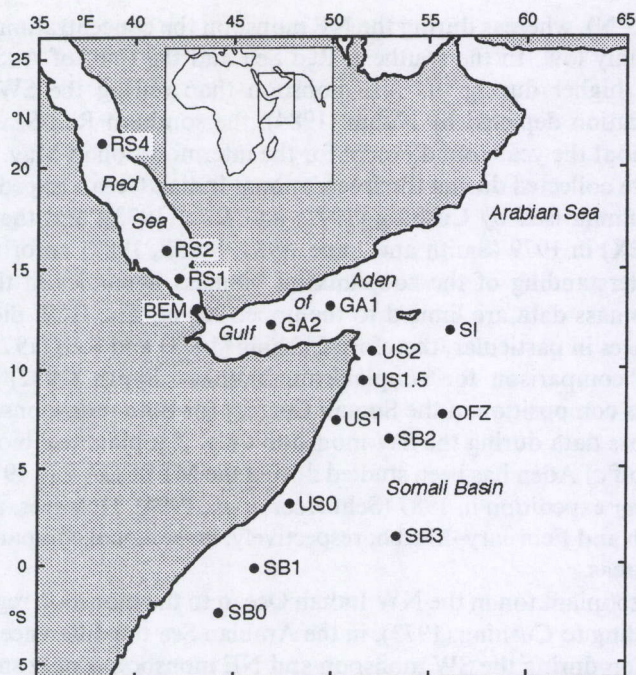 35 °E 40 45 50 55 60 65
25
°N
20
15
10
5
0
°S
5
RS4
Red
Sea
RS2
RS1
BEM
Arabian Sea
Gulf of Aden
GA1
GA2
SI
US2
US1.5
US1
OFZ
SB2
Somali Basin
US0
SB3
SB1
SB0